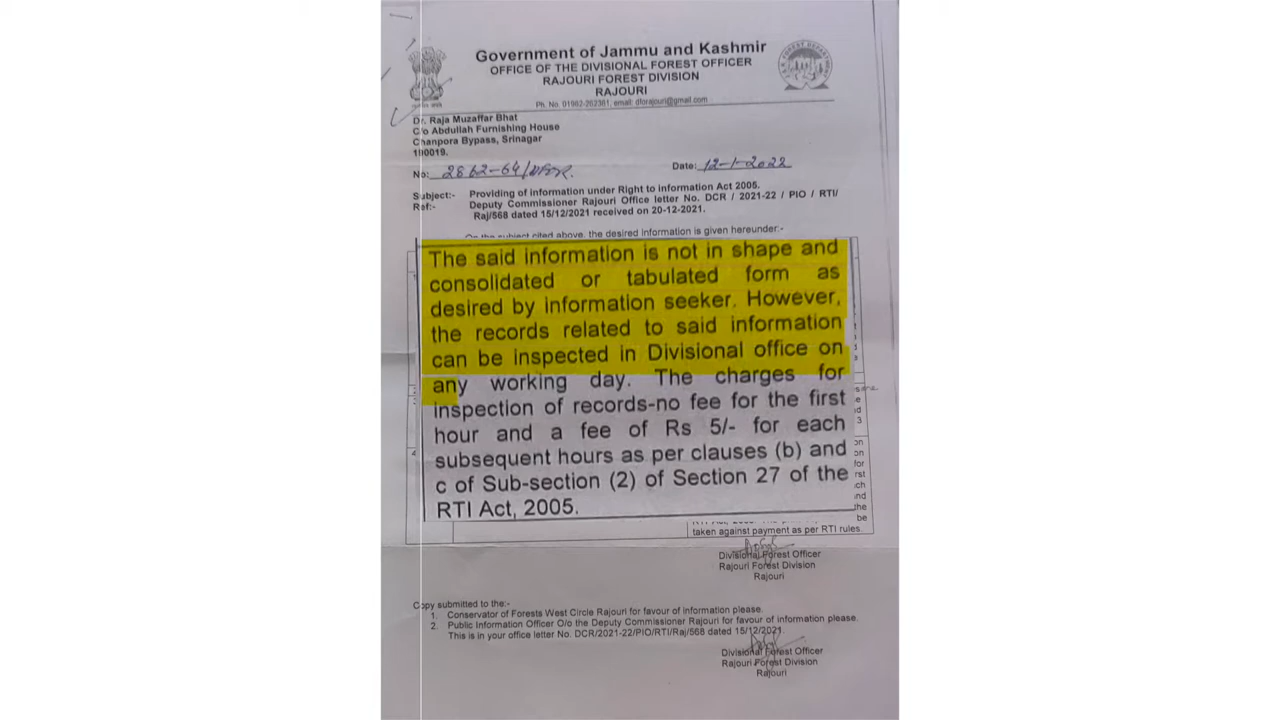 Government of Jammu and Kashmir
OFFICE OF THE DIVISIONAL FOREST OFFICER
RAJOURI FOREST DIVISION
RAJOURI
Ph. No. 01962-262381, email: dforajouri@gmail.com
Dr. Raja Muzaffar Bhat
C/o Abdullah Furnishing House
Chanpora Bypass, Srinagar
190019.
No: 2862-64/
Date: 12-1-2022
Subject:- Providing of information under Right to information Act 2005.
Ref:- Deputy Commissioner Rajouri Office letter No. DCR / 2021-22 / PIO / RTI/
Raj/568 dated 15/12/2021 received on 20-12-2021.
On the subject cited above, the desired information is given hereunder:-
The said information is not in shape and
consolidated or tabulated form as
desired by information seeker. However,
the records related to said information
can be inspected in Divisional office on
any working day. The charges for
inspection of records-no fee for the first
hour and a fee of Rs 5/- for each
subsequent hours as per clauses (b) and
c of Sub-section (2) of Section 27 of the
RTI Act, 2005.
taken against payment as per RTI rules.
Divisional Forest Officer
Rajouri Forest Division
Rajouri
Copy submitted to the:-
1. Conservator of Forests West Circle Rajouri for favour of information please.
2. Public Information Officer O/o the Deputy Commissioner Rajouri for favour of information please.
This is in your office letter No. DCR/2021-22/PIO/RTI/Raj/568 dated 15/12/2021.
Divisional Forest Officer
Rajouri Forest Division
Rajouri